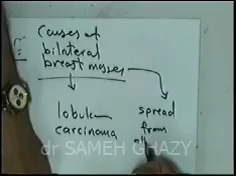 causes of
bilateral
breast masses
lobular
carcinoma
spread
from
dr SAMEH GHAZY